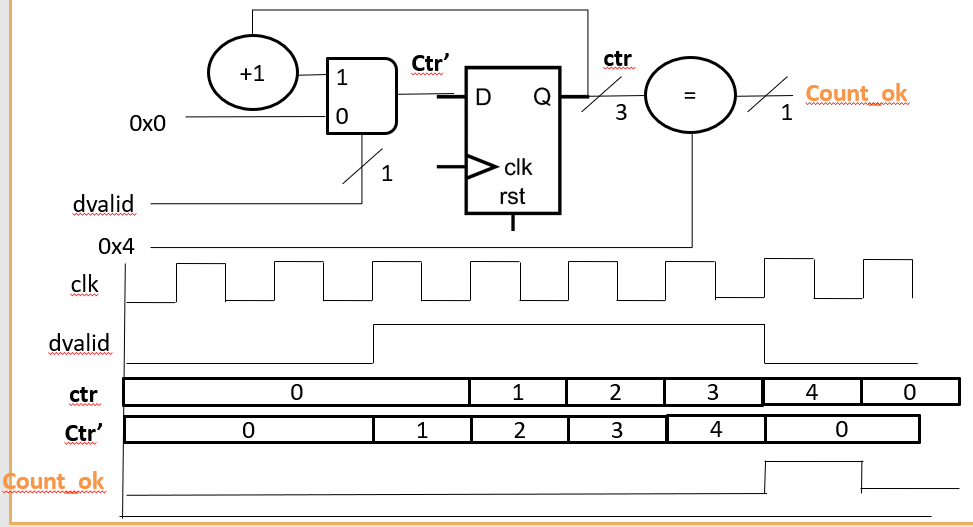 +1
1
0
0x0
dvalid
1
0x4
Ctr’
D
Q
clk
rst
ctr
3
=
1
Count_ok
clk
dvalid
ctr
0
1
2
3
4
0
Ctr’
0
1
2
3
4
0
Count_ok